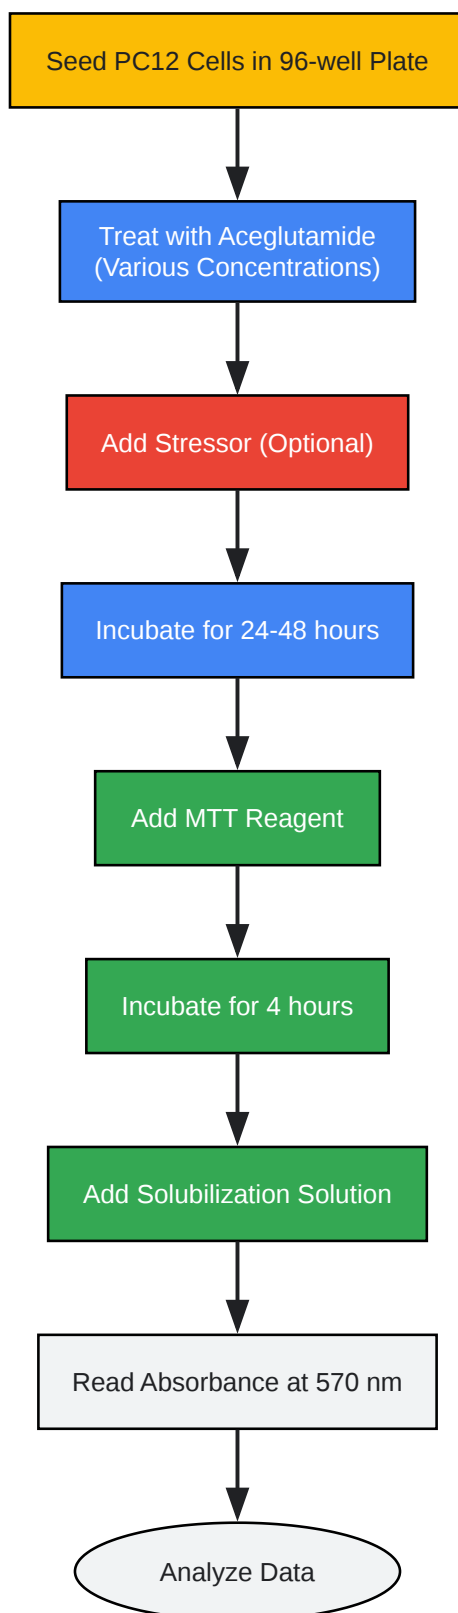 Seed PC12 Cells in 96-well Plate
Treat with Aceglutamide
(Various Concentrations)
Add Stressor (Optional)
Incubate for 24-48 hours
Add MTT Reagent
Incubate for 4 hours
Add Solubilization Solution
Read Absorbance at 570 nm
Analyze Data